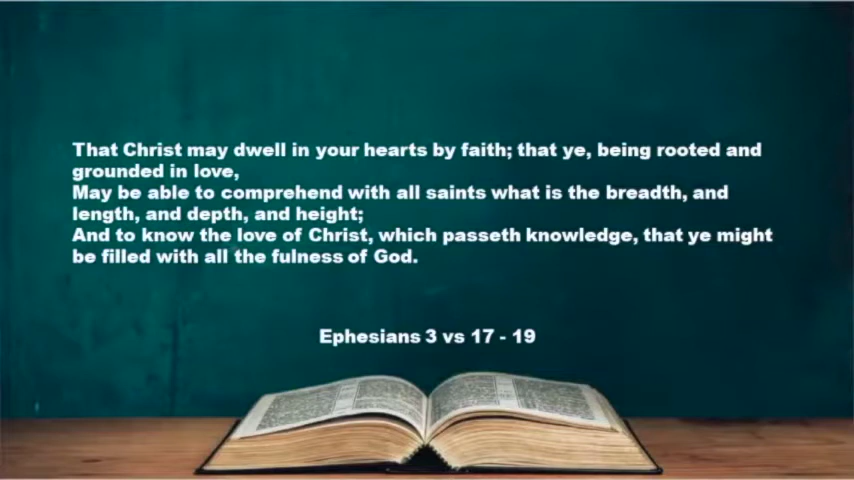 That Christ may dwell in your hearts by faith; that ye, being rooted and
grounded in love,
May be able to comprehend with all saints what is the breadth, and
length, and depth, and height;
And to know the love of Christ, which passeth knowledge, that ye might
be filled with all the fulness of God.
Ephesians 3 vs 17 - 19